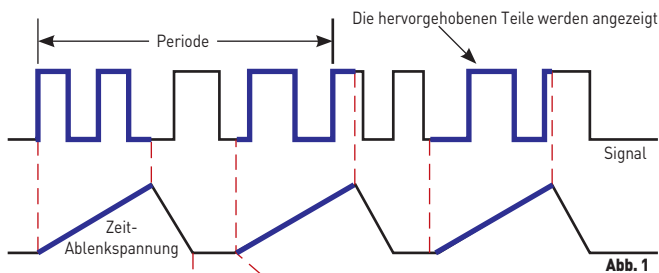 Die hervorgehobenen Teile werden angezeigt
Periode
Signal
Zeit-
Ablenkspannung
Abb. 1